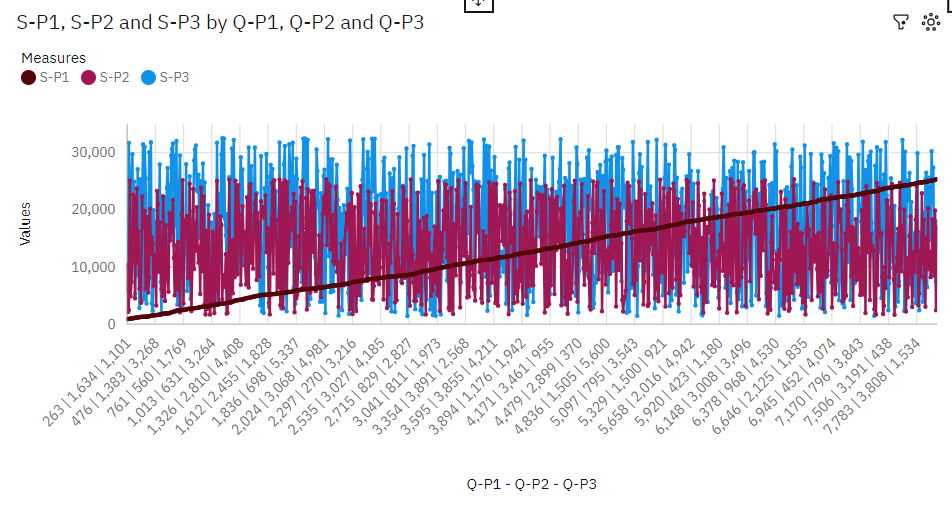 S-P1, S-P2 and S-P3 by Q-P1, Q-P2 and Q-P3
Measures
S-P1 S-P2 S-P3
Values
30,000
20,000
10,000
0
263 | 1,634 | 1,101
476 | 1,383 | 3,268
761 | 560 | 1,769
1,013 | 631 | 3,264
1,326 | 2,810 | 4,408
1,612 | 2,455 | 1,828
1,836 | 698 | 5,337
2,024 | 3,068 | 4,981
2,297 | 270 | 3,216
2,535 | 3,027 | 4,185
2,715 | 829 | 2,827
3,041 | 811 | 1,973
3,354 | 3,891 | 2,568
3,595 | 3,855 | 4,211
3,894 | 1,176 | 1,942
4,171 | 3,461 | 955
4,479 | 2,899 | 370
4,836 | 1,505 | 5,600
5,097 | 795 | 3,543
5,329 | 1,500 | 921
5,658 | 2,016 | 4,942
5,920 | 423 | 1,180
6,148 | 3,008 | 3,496
6,378 | 968 | 4,530
6,646 | 2,125 | 1,835
6,945 | 452 | 4,074
7,170 | 796 | 3,843
7,506 | 3,191 | 438
7,783 | 3,808 | 1,534
Q-P1 - Q-P2 - Q-P3